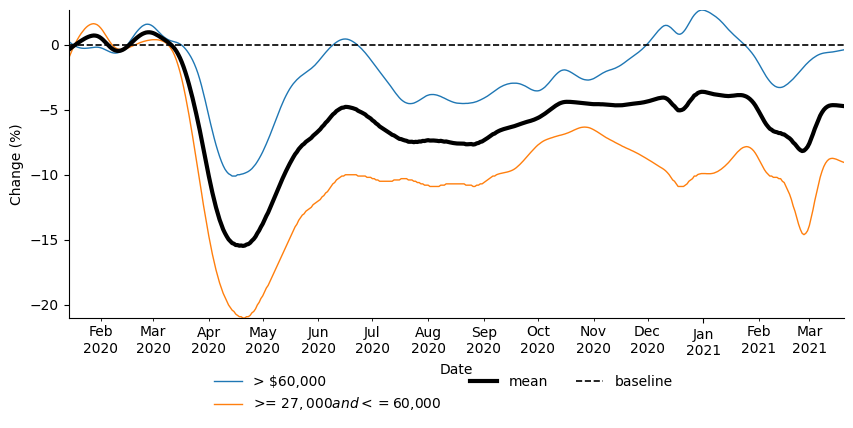 Change (%)
0
−5
−10
−15
−20
Feb Mar Apr May Jun Jul Aug Sep Oct Nov Dec Jan Feb Mar
2020 2020 2020 2020 2020 2020 2020 2020 2020 2020 2020 2021 2021 2021
Date
> $60,000 mean baseline
>= 27,000and <= 60,000